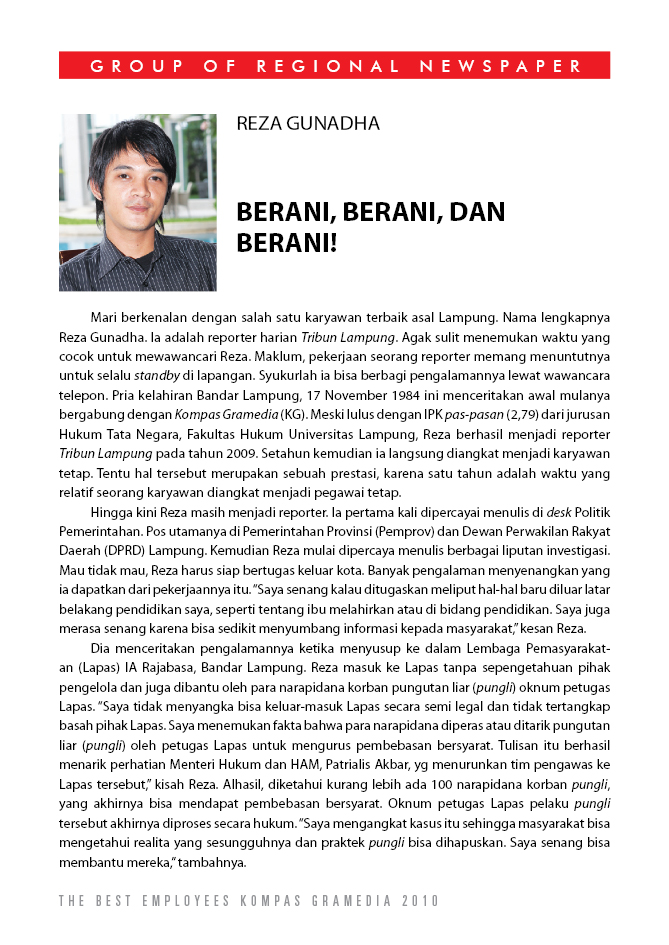 GROUP OF REGIONAL NEWSPAPER
REZA GUNADHA
BERANI, BERANI, DAN
BERANI!
Mari berkenalan dengan salah satu karyawan terbaik asal Lampung. Nama lengkapnya
Reza Gunadha. Ia adalah reporter harian Tribun Lampung. Agak sulit menemukan waktu yang
cocok untuk mewawancari Reza. Maklum, pekerjaan seorang reporter memang menuntutnya
untuk selalu standby di lapangan. Syukurlah ia bisa berbagi pengalamannya lewat wawancara
telepon. Pria kelahiran Bandar Lampung, 17 November 1984 ini menceritakan awal mulanya
bergabung dengan Kompas Gramedia (KG). Meski lulus dengan IPK pas-pasan (2,79) dari jurusan
Hukum Tata Negara, Fakultas Hukum Universitas Lampung, Reza berhasil menjadi reporter
Tribun Lampung pada tahun 2009. Setahun kemudian ia langsung diangkat menjadi karyawan
tetap. Tentu hal tersebut merupakan sebuah prestasi, karena satu tahun adalah waktu yang
relatif seorang karyawan diangkat menjadi pegawai tetap.
Hingga kini Reza masih menjadi reporter. Ia pertama kali dipercayai menulis di desk Politik
Pemerintahan. Pos utamanya di Pemerintahan Provinsi (Pemprov) dan Dewan Perwakilan Rakyat
Daerah (DPRD) Lampung. Kemudian Reza mulai dipercaya menulis berbagai liputan investigasi.
Mau tidak mau, Reza harus siap bertugas keluar kota. Banyak pengalaman menyenangkan yang
ia dapatkan dari pekerjaannya itu. "Saya senang kalau ditugaskan meliput hal-hal baru diluar latar
belakang pendidikan saya, seperti tentang ibu melahirkan atau di bidang pendidikan. Saya juga
merasa senang karena bisa sedikit menyumbang informasi kepada masyarakat," kesan Reza.
Dia menceritakan pengalamannya ketika menyusup ke dalam Lembaga Pemasyarakat-
an (Lapas) IA Rajabasa, Bandar Lampung. Reza masuk ke Lapas tanpa sepengetahuan pihak
pengelola dan juga dibantu oleh para narapidana korban pungutan liar (pungli) oknum petugas
Lapas. "Saya tidak menyangka bisa keluar-masuk Lapas secara semi legal dan tidak tertangkap
basah pihak Lapas. Saya menemukan fakta bahwa para narapidana diperas atau ditarik pungutan
liar (pungli) oleh petugas Lapas untuk mengurus pembebasan bersyarat. Tulisan itu berhasil
menarik perhatian Menteri Hukum dan HAM, Patrialis Akbar, yg menurunkan tim pengawas ke
Lapas tersebut," kisah Reza. Alhasil, diketahui kurang lebih ada 100 narapidana korban pungli,
yang akhirnya bisa mendapat pembebasan bersyarat. Oknum petugas Lapas pelaku pungli
tersebut akhirnya diproses secara hukum. "Saya mengangkat kasus itu sehingga masyarakat bisa
mengetahui realita yang sesungguhnya dan praktek pungli bisa dihapuskan. Saya senang bisa
membantu mereka," tambahnya.
THE BEST EMPLOYEES KOMPAS GRAMEDIA 2010